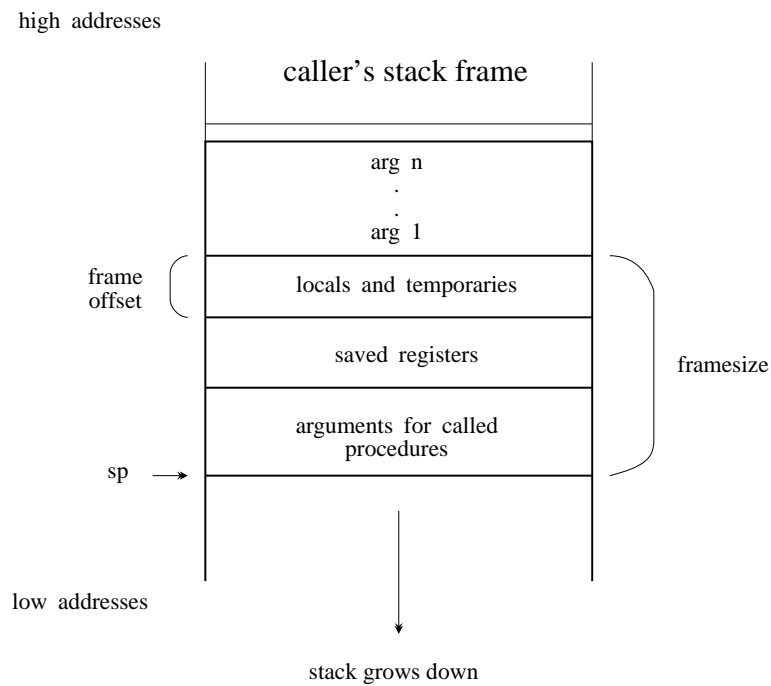 high addresses
caller’s stack frame
arg n
.
.
arg 1
frame
offset
locals and temporaries
saved registers
framesize
arguments for called
procedures
sp
low addresses
stack grows down